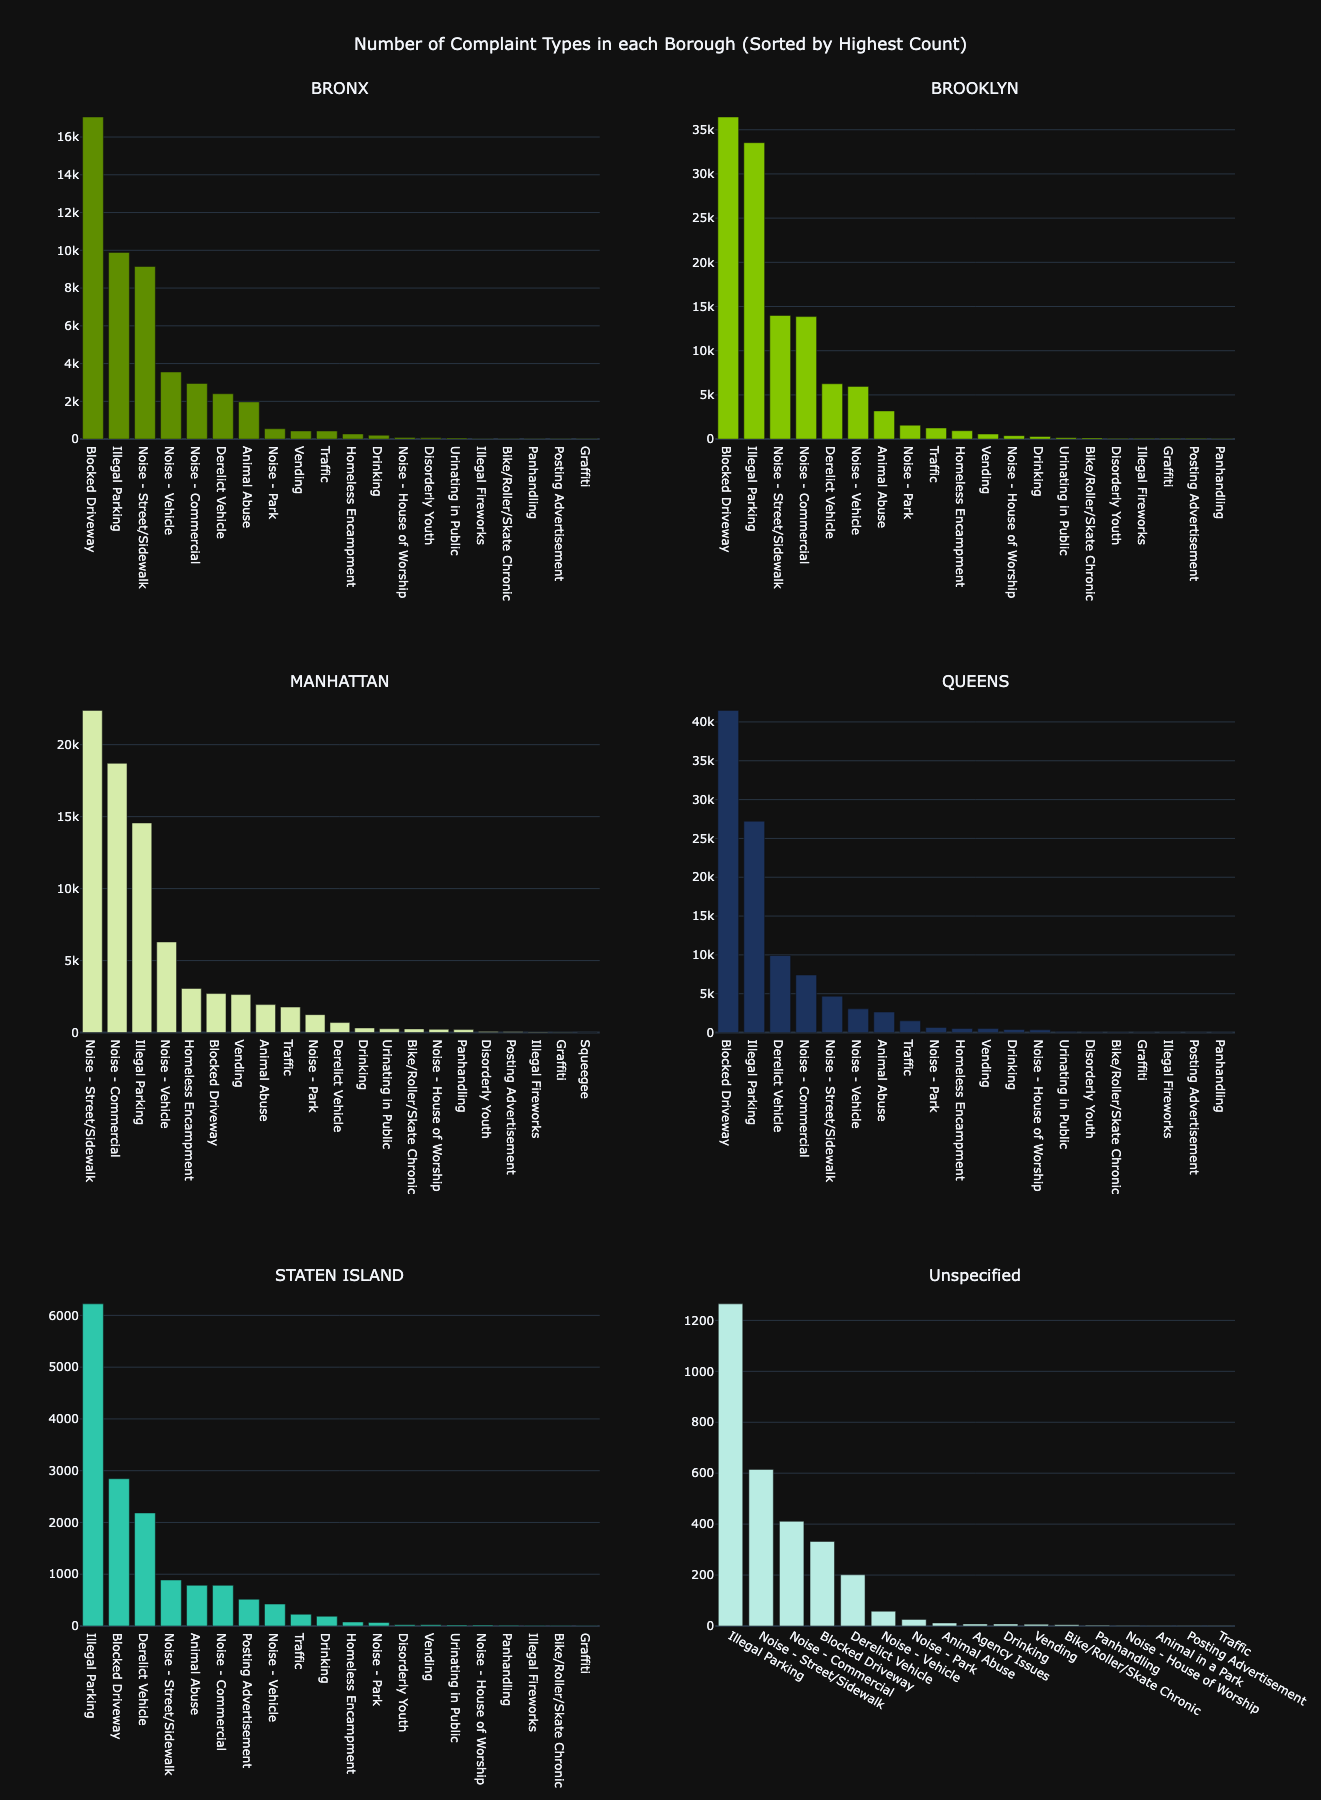 Number of Complaint Types in each Borough (Sorted by Highest Count)
BRONX
16k
14k
12k
10k
8k
6k
4k
2k
0
Blocked Driveway
Illegal Parking
Noise - Street/Sidewalk
Noise - Vehicle
Noise - Commercial
Derelict Vehicle
Animal Abuse
Noise - Park
Vending
Traffic
Homeless Encampment
Drinking
Noise - House of Worship
Disorderly Youth
Urinating in Public
Illegal Fireworks
Bike/Roller/Skate Chronic
Panhandling
Posting Advertisement
Graffiti
BROOKLYN
35k
30k
25k
20k
15k
10k
5k
0
Blocked Driveway
Illegal Parking
Noise - Street/Sidewalk
Noise - Commercial
Derelict Vehicle
Noise - Vehicle
Animal Abuse
Noise - Park
Traffic
Homeless Encampment
Vending
Noise - House of Worship
Drinking
Urinating in Public
Bike/Roller/Skate Chronic
Disorderly Youth
Illegal Fireworks
Graffiti
Posting Advertisement
Panhandling
MANHATTAN
20k
15k
10k
5k
0
Noise - Street/Sidewalk
Noise - Commercial
Illegal Parking
Noise - Vehicle
Homeless Encampment
Blocked Driveway
Vending
Animal Abuse
Traffic
Noise - Park
Derelict Vehicle
Drinking
Urinating in Public
Bike/Roller/Skate Chronic
Noise - House of Worship
Panhandling
Disorderly Youth
Posting Advertisement
Illegal Fireworks
Graffiti
Squeegee
QUEENS
40k
35k
30k
25k
20k
15k
10k
5k
0
Blocked Driveway
Illegal Parking
Derelict Vehicle
Noise - Commercial
Noise - Street/Sidewalk
Noise - Vehicle
Animal Abuse
Traffic
Noise - Park
Homeless Encampment
Vending
Drinking
Noise - House of Worship
Urinating in Public
Disorderly Youth
Bike/Roller/Skate Chronic
Graffiti
Illegal Fireworks
Posting Advertisement
Panhandling
STATEN ISLAND
6000
5000
4000
3000
2000
1000
0
Illegal Parking
Blocked Driveway
Derelict Vehicle
Noise - Street/Sidewalk
Animal Abuse
Noise - Commercial
Posting Advertisement
Noise - Vehicle
Traffic
Drinking
Homeless Encampment
Noise - Park
Disorderly Youth
Vending
Urinating in Public
Noise - House of Worship
Panhandling
Illegal Fireworks
Bike/Roller/Skate Chronic
Graffiti
Unspecified
1200
1000
800
600
400
200
0
Illegal Parking
Noise - Street/Sidewalk
Noise - Commercial
Blocked Driveway
Derelict Vehicle
Noise - Vehicle
Noise - Park
Animal Abuse
Agency Issues
Drinking
Vending
Bike/Roller/Skate Chronic
Panhandling
Noise - House of Worship
Animal in a Park
Posting Advertisement
Traffic